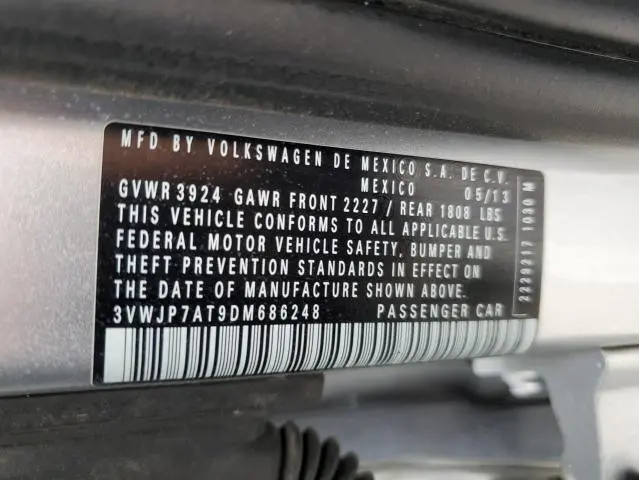 MFD BY VOLKSWAGEN DE MEXICO S.A. DE C.V.
MEXICO 05/13
GVWR 3924 GAWR FRONT 2227 / REAR 1808 LBS
THIS VEHICLE CONFORMS TO ALL APPLICABLE U.S.
FEDERAL MOTOR VEHICLE SAFETY, BUMPER AND
THEFT PREVENTION STANDARDS IN EFFECT ON
THE DATE OF MANUFACTURE SHOWN ABOVE.
3VWJP7AT9DM686248 PASSENGER CAR
2229217 1030 M